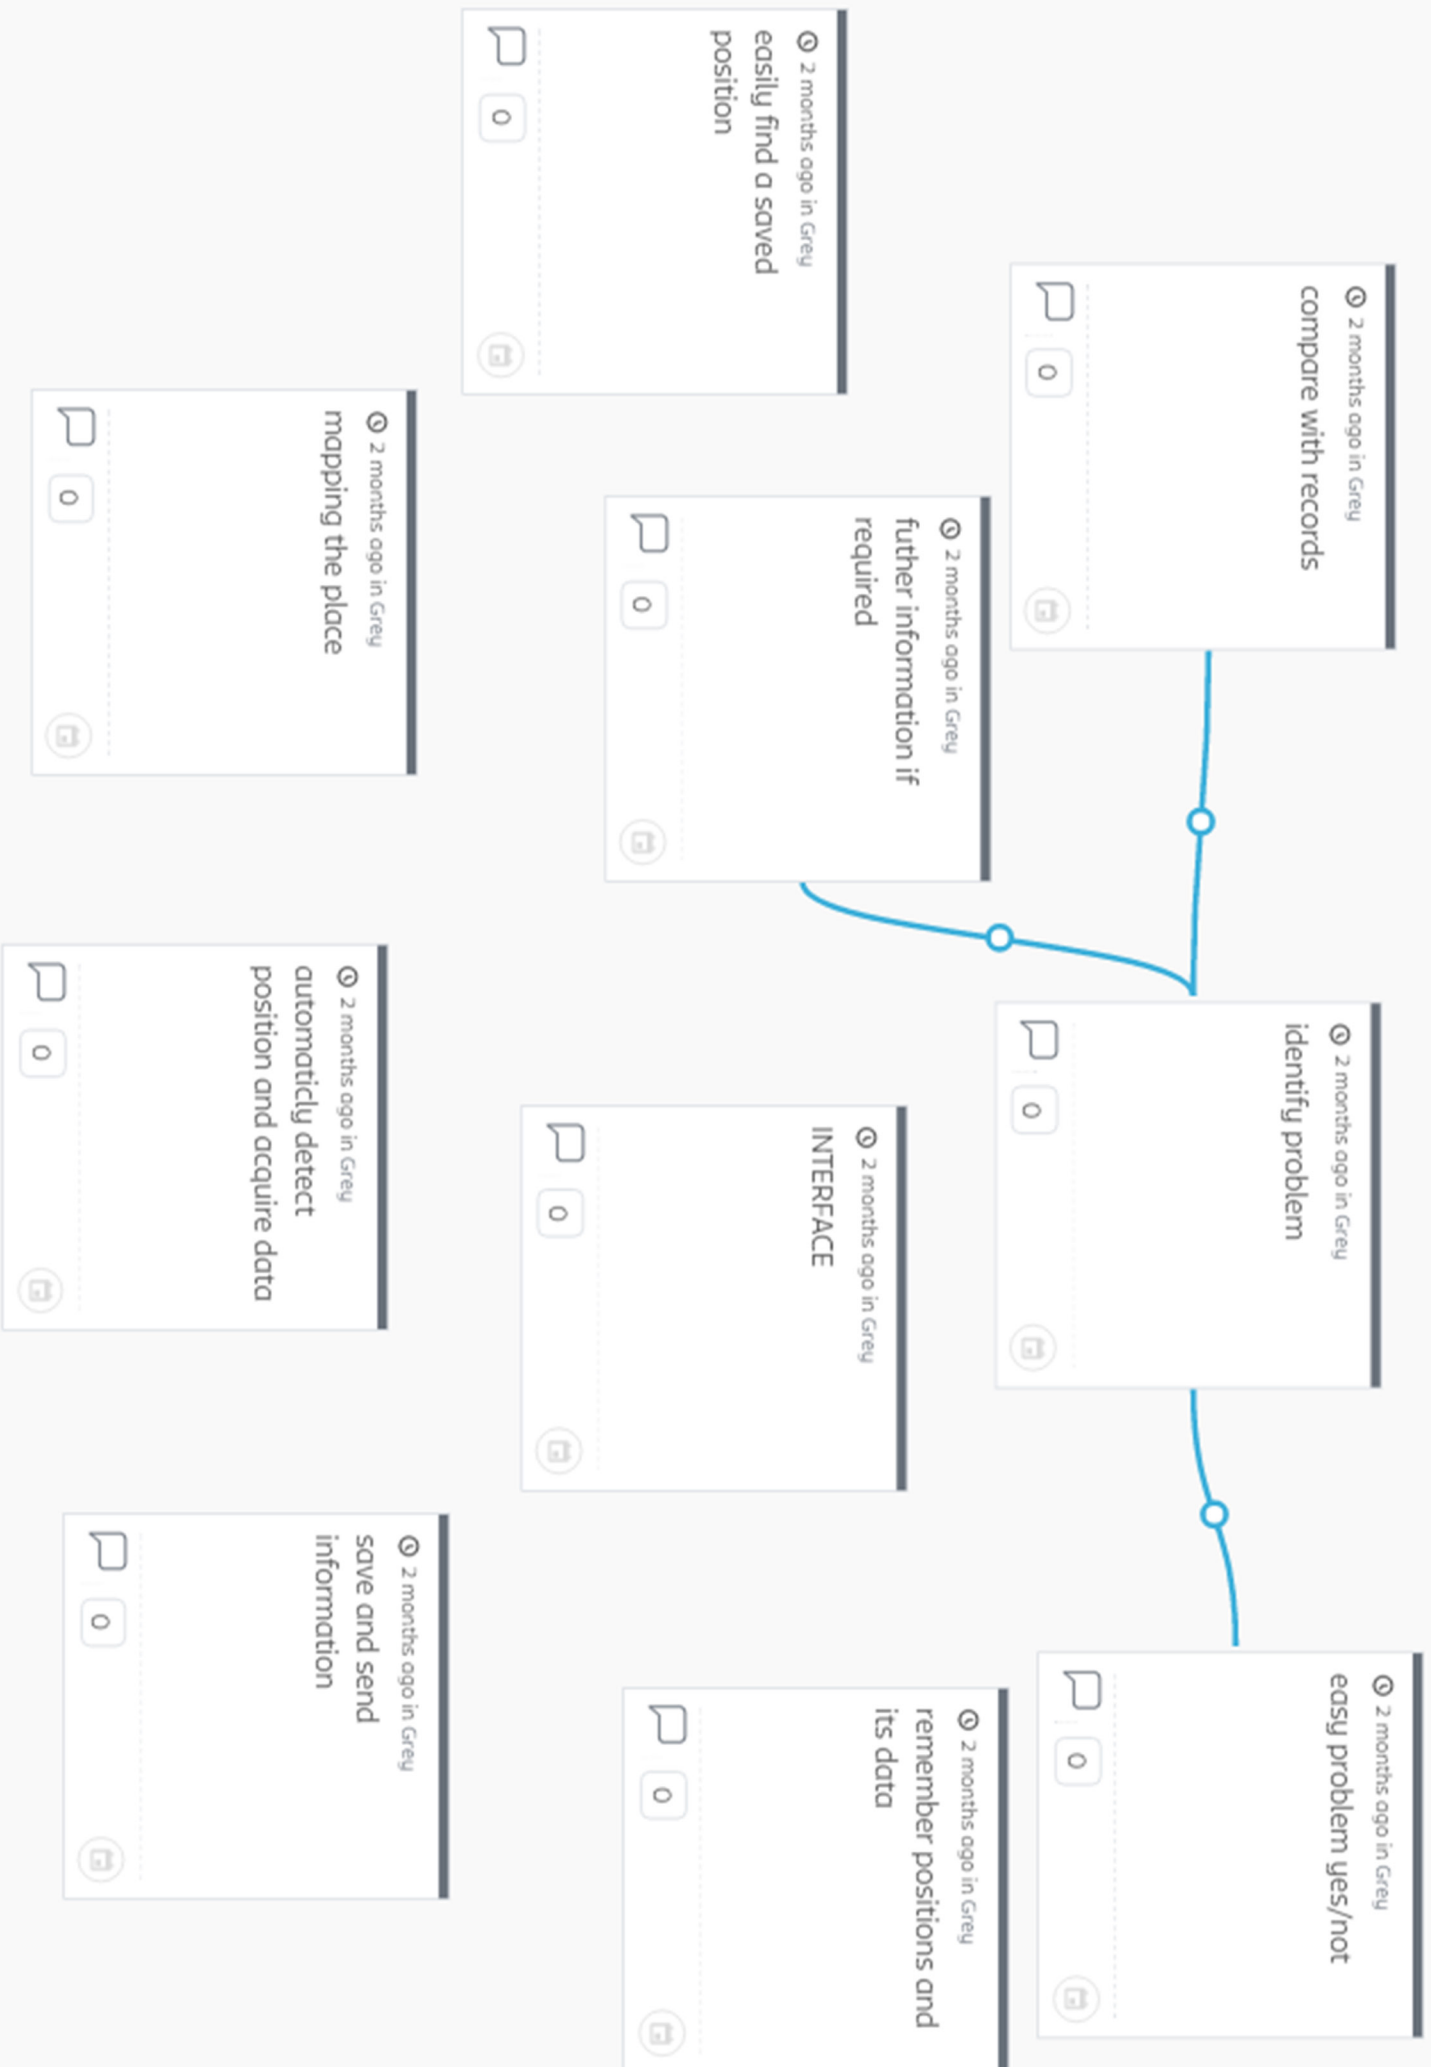 2 months ago in Grey
compare with records
0
2 months ago in Grey
identify problem
0
2 months ago in Grey
easy problem yes/not
0
2 months ago in Grey
easily find a saved
position
0
2 months ago in Grey
futher information if
required
0
2 months ago in Grey
INTERFACE
0
2 months ago in Grey
remember positions and
its data
0
2 months ago in Grey
mapping the place
0
2 months ago in Grey
automaticly detect
position and acquire data
0
2 months ago in Grey
save and send
information
0